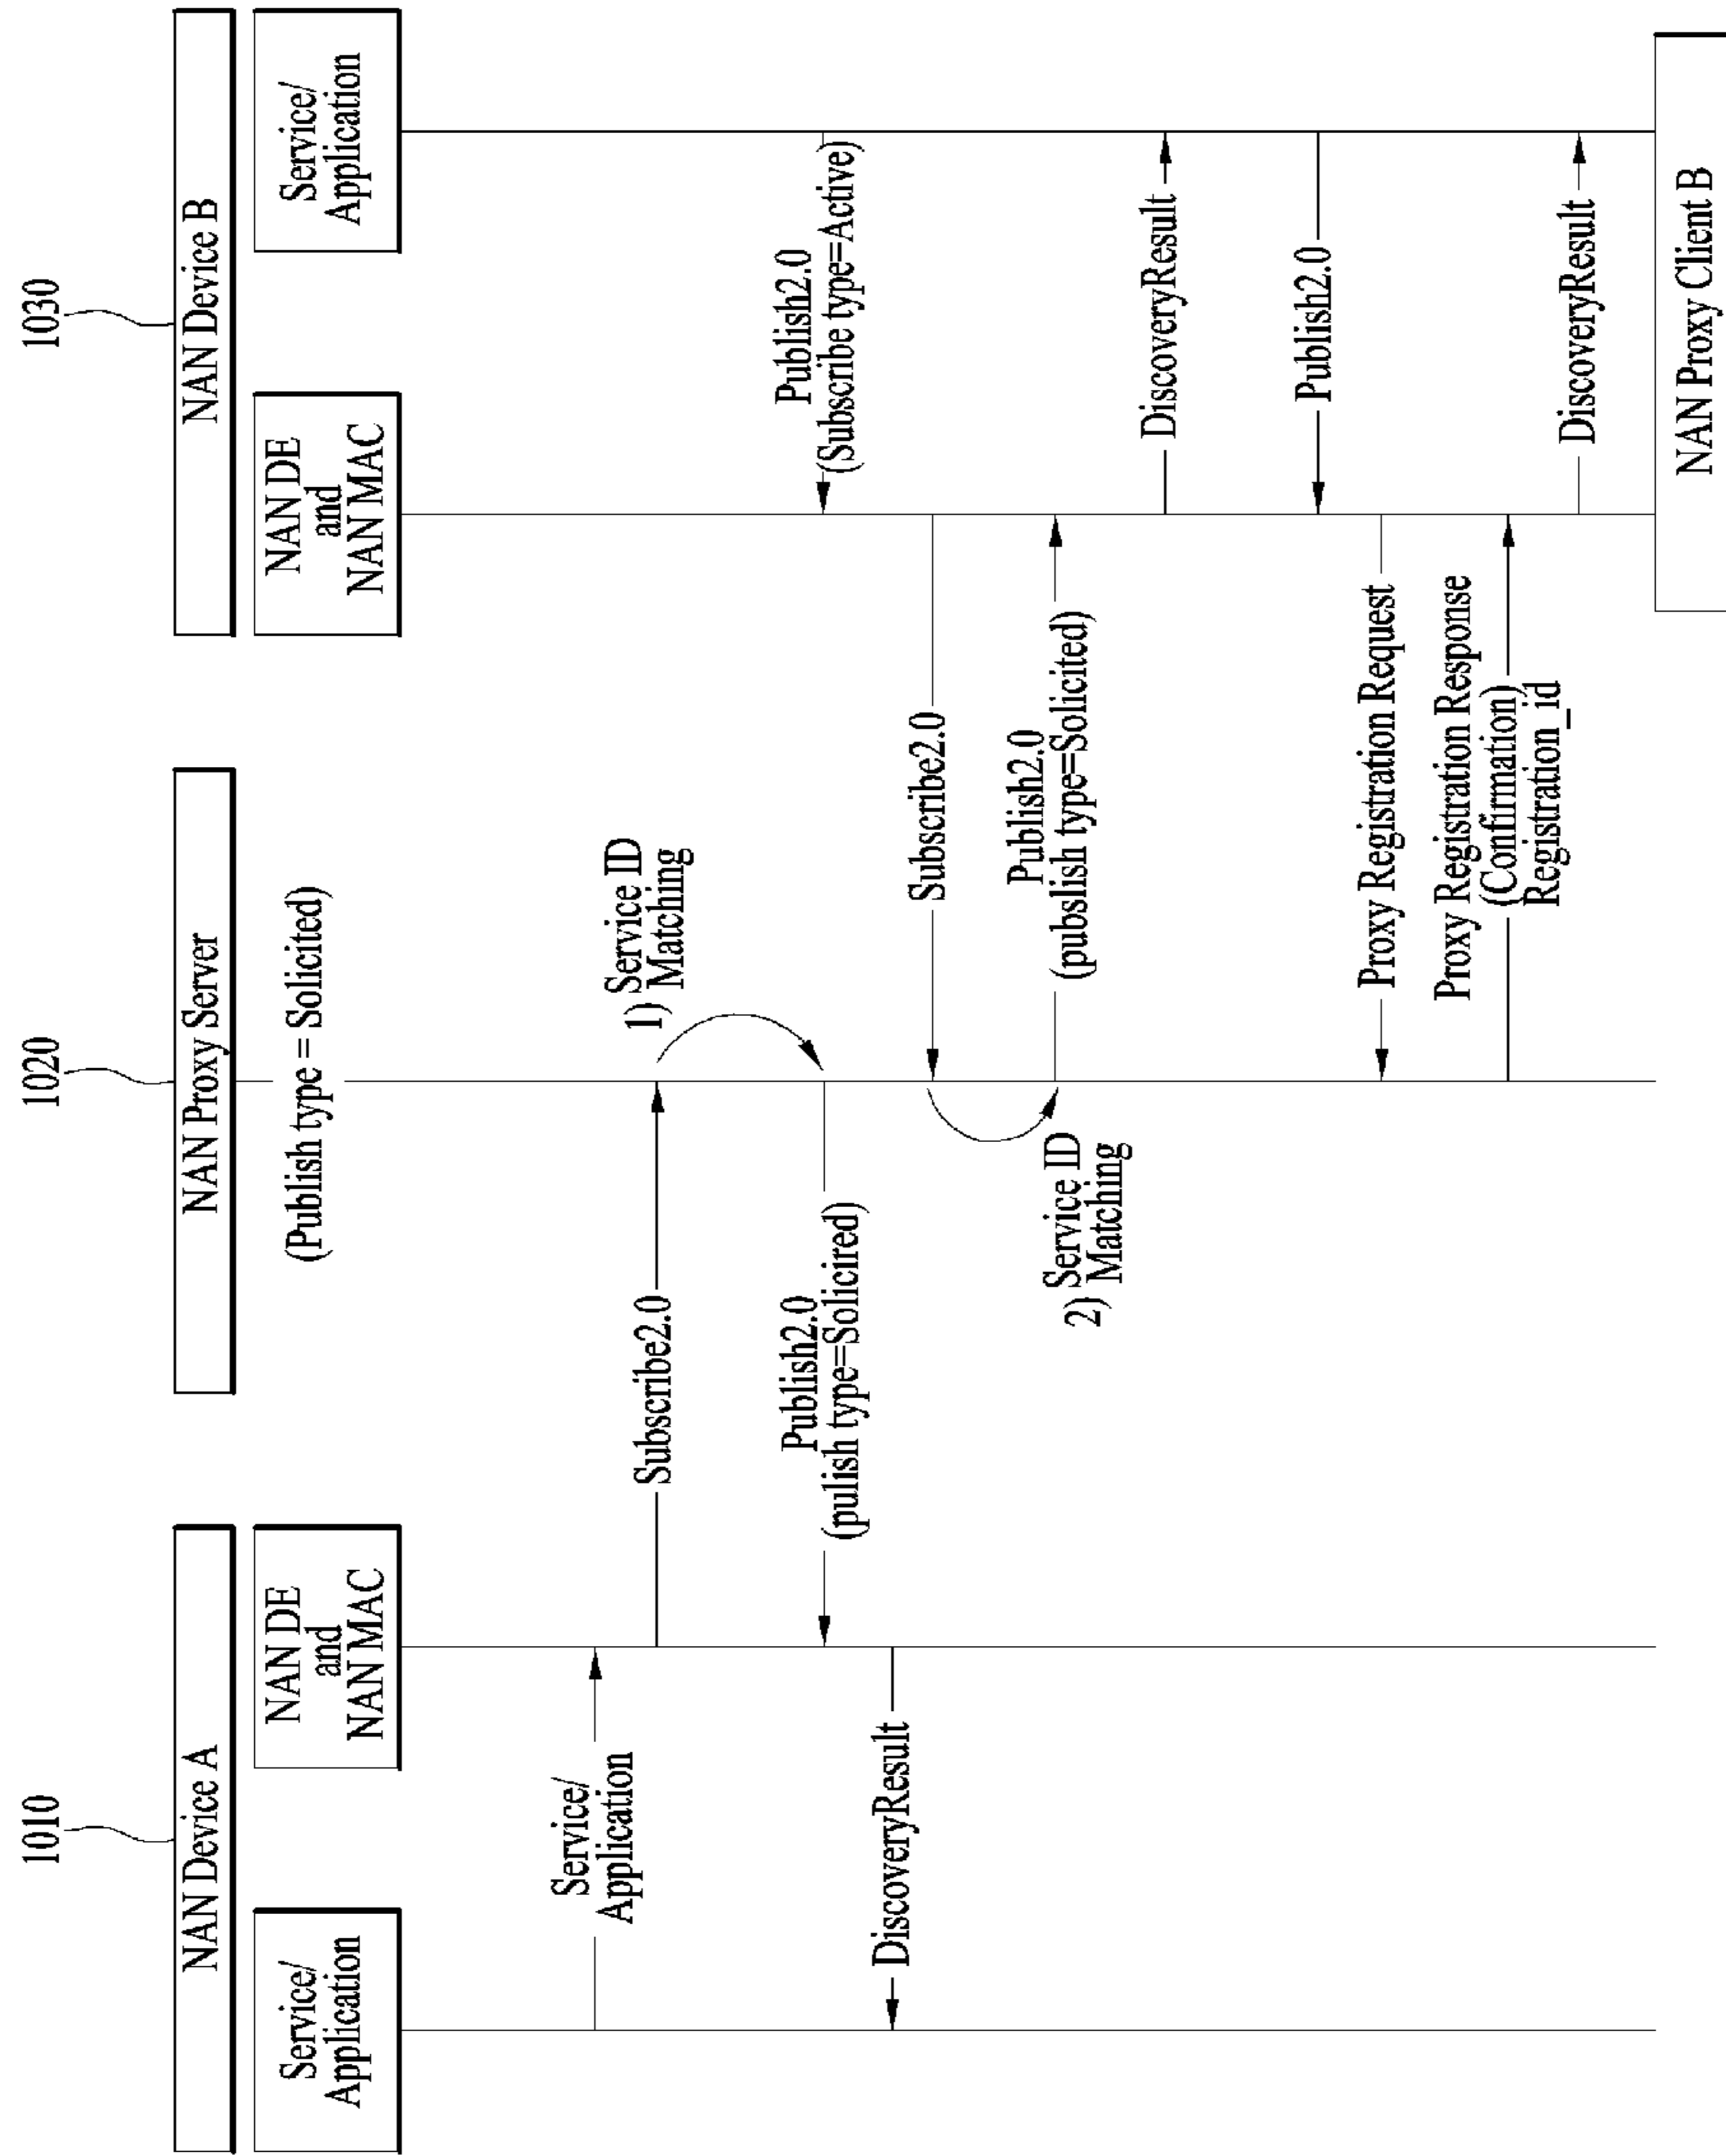 1010
1020
1030
NAN Device A
NAN Proxy Server
NAN Device B
Service/
Application
NAN DE
and
NAN MAC
(Publish type = Solicited)
NAN DE
and
NAN MAC
Service/
Application
Service/
Application
Subscribe2.0
1) Service ID
Matching
Publish2.0
(pulish type=Solicired)
Publish2.0
(Subscribe type=Active)
DiscoveryResult
Subscribe2.0
2) Service ID
Matching
Publish2.0
(pubslish type=Solicited)
DiscoveryResult
Publish2.0
Proxy Registration Request
Proxy Registration Response
(Confirmation)
Registration_id
DiscoveryResult
NAN Proxy Client B